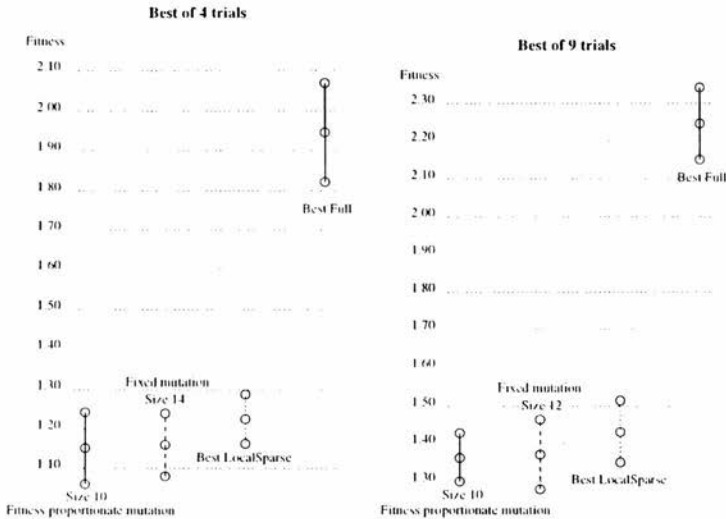 Best of 4 trials
Fitness
2.10
2.00
1.90
1.80
Best Full
1.70
1.60
1.50
1.40
1.30
Fixed mutation
Size 14
1.20
Best LocalSparse
1.10
Size 10
Fitness proportionate mutation
Best of 9 trials
Fitness
2.30
2.20
2.10
Best Full
2.00
1.90
1.80
1.70
1.60
1.50
Fixed mutation
Size 12
1.40
1.30
Best LocalSparse
Size 10
Fitness proportionate mutation